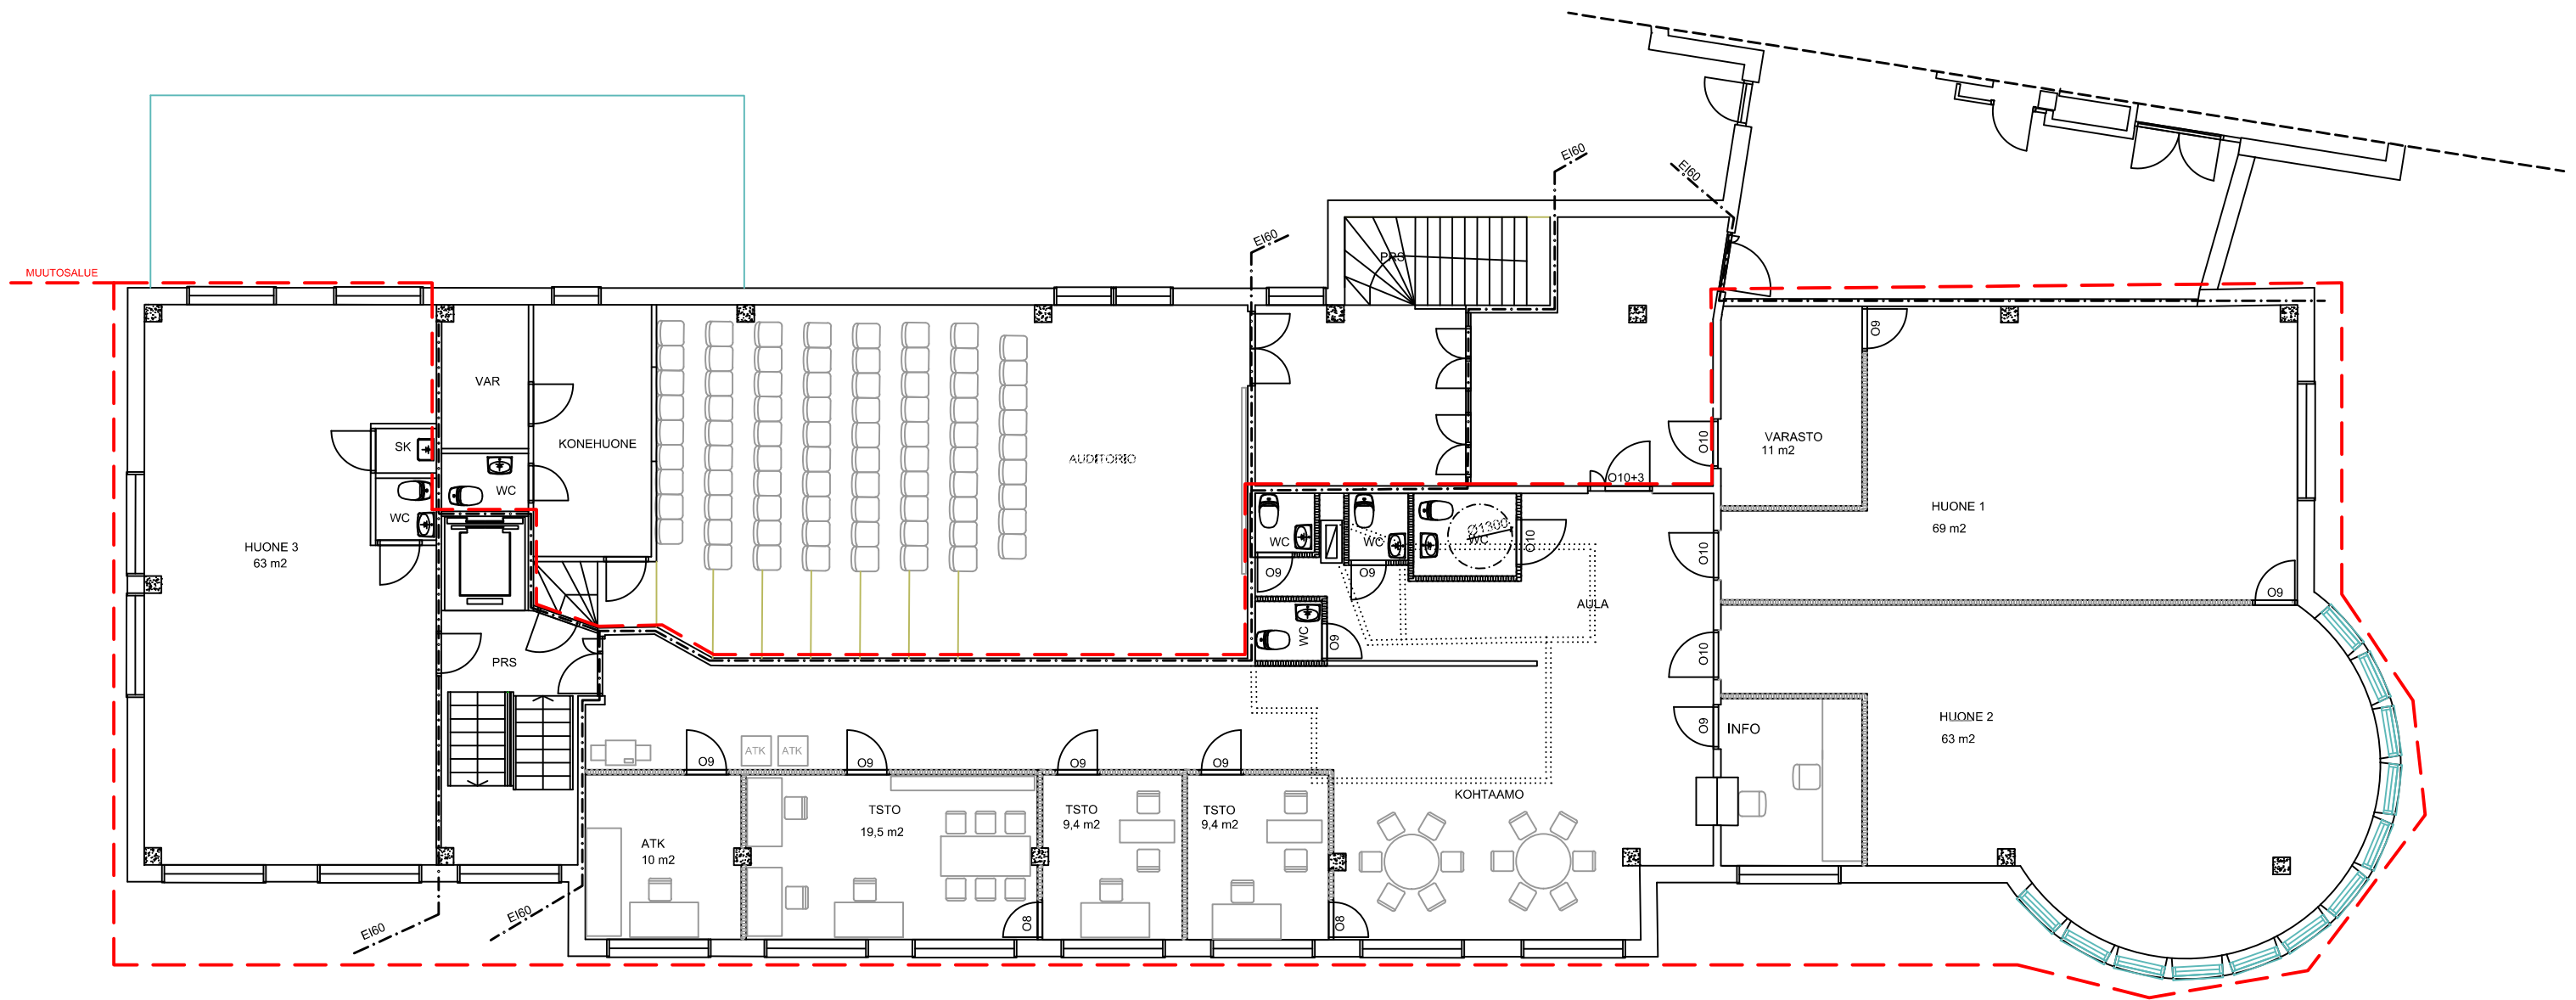 MUUTOSALUE
EI60
EI60
EI60
PRS
VAR
KONEHUONE
AUDITORIO
SK
WC
WC
HUONE 3
63 m2
PRS
O9
O10
O10+3
VARASTO
11 m2
HUONE 1
69 m2
WC
WC
Ø1300
WC
O10
O10
O9
O9
O9
AULA
WC
O9
O10
O9
INFO
HUONE 2
63 m2
ATK
ATK
O9
O9
O9
O9
KOHTAAMO
ATK
10 m2
TSTO
19,5 m2
TSTO
9,4 m2
TSTO
9,4 m2
O8
O8
EI60
EI60